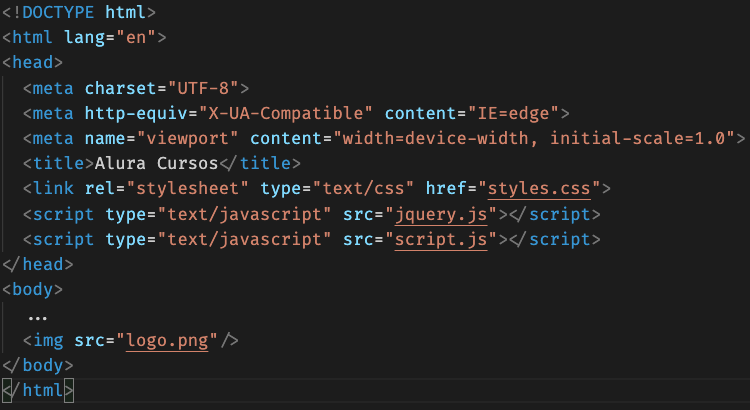 <!DOCTYPE html>
<html lang="en">
<head>
  <meta charset="UTF-8">
  <meta http-equiv="X-UA-Compatible" content="IE=edge">
  <meta name="viewport" content="width=device-width, initial-scale=1.0">
  <title>Alura Cursos</title>
  <link rel="stylesheet" type="text/css" href="styles.css">
  <script type="text/javascript" src="jquery.js"></script>
  <script type="text/javascript" src="script.js"></script>
</head>
<body>
  ...
  <img src="logo.png"/>
</body>
</html>